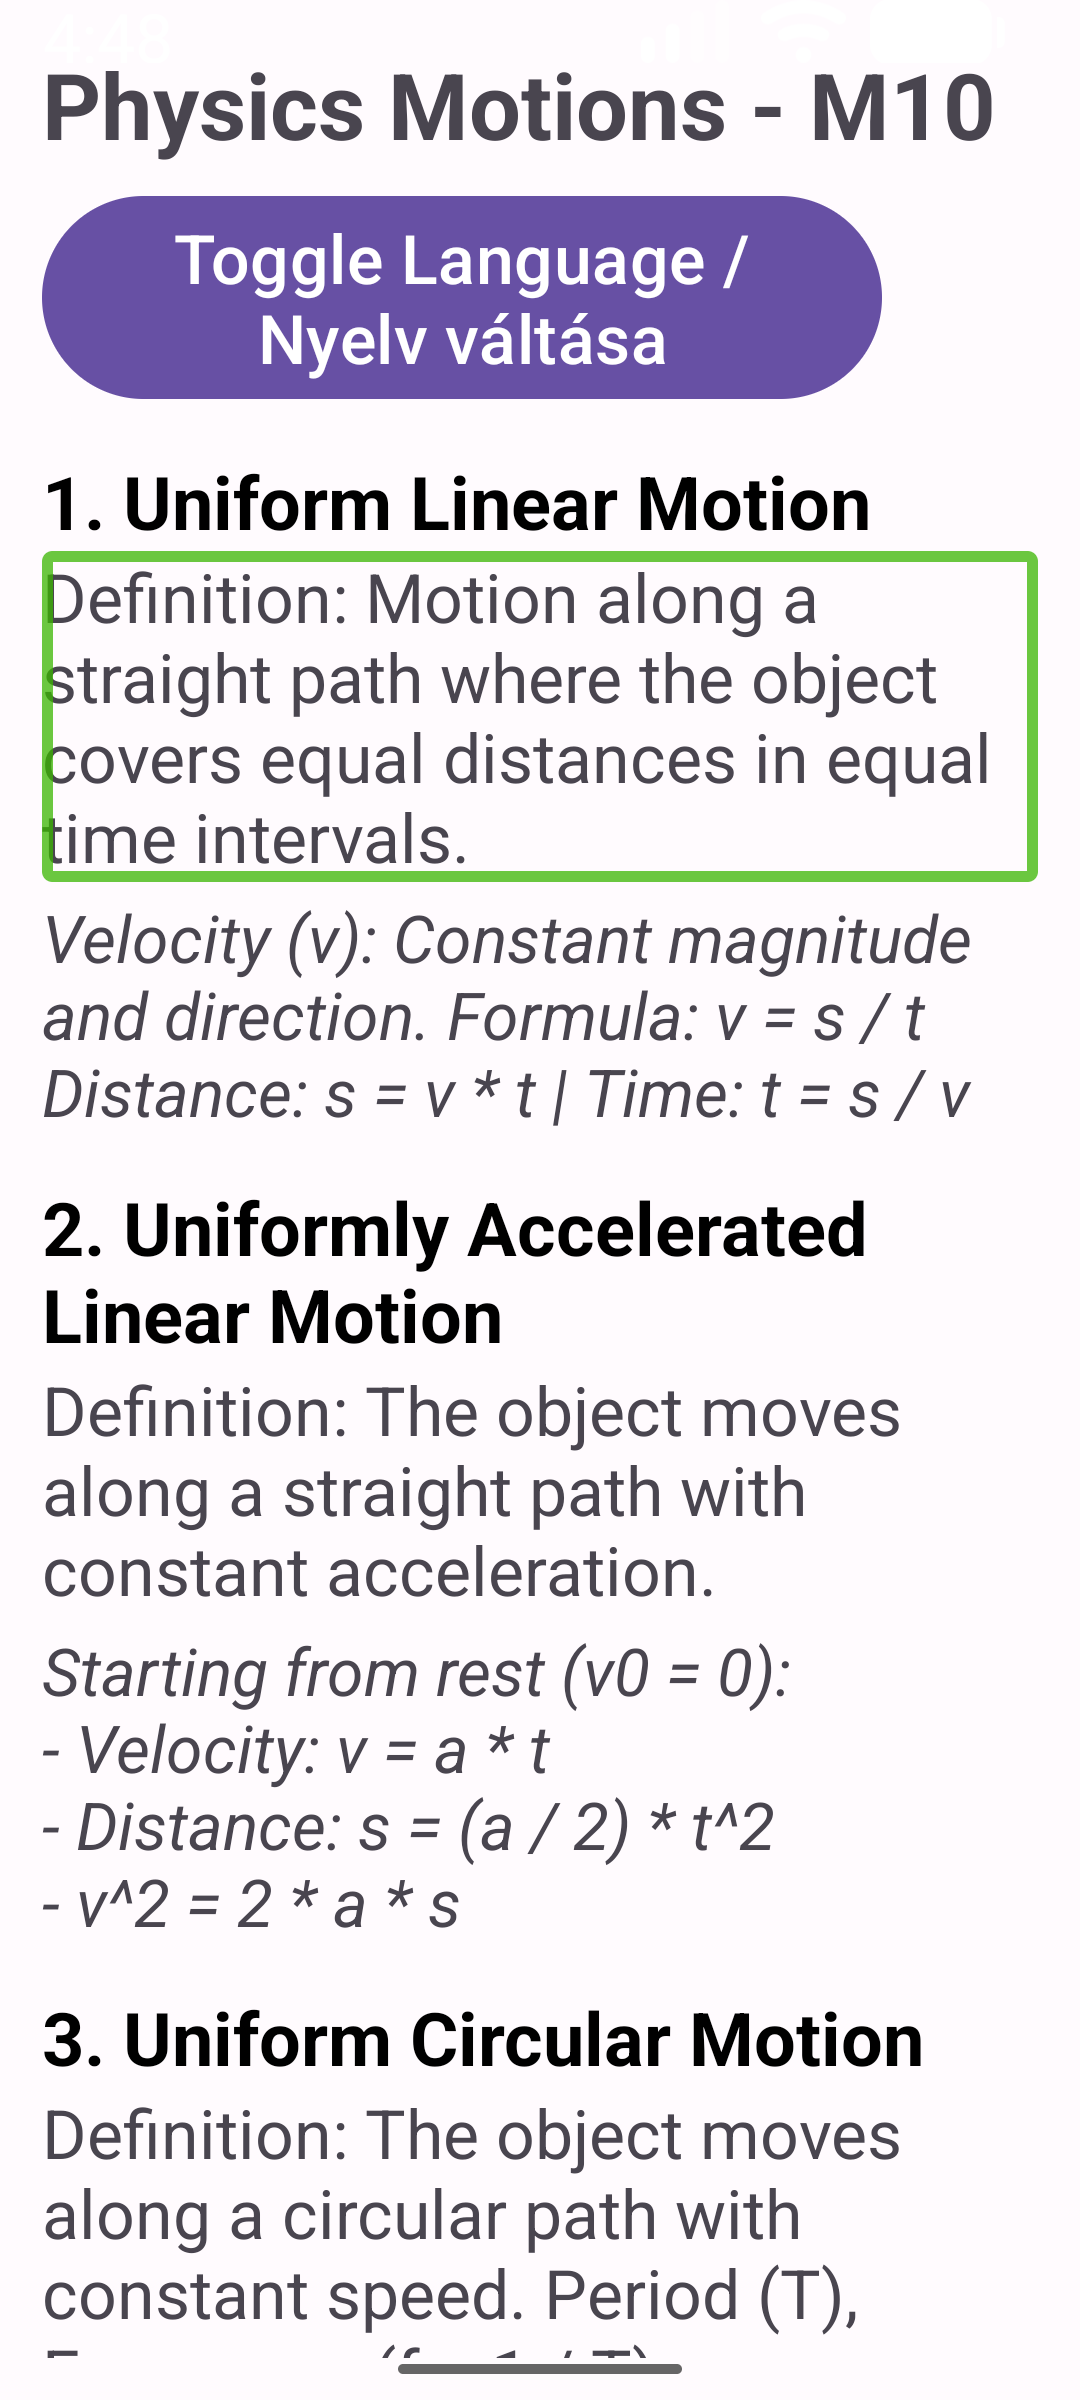 4:48
Physics Motions - M10
Toggle Language /
Nyelv váltása
1. Uniform Linear Motion
Definition: Motion along a
straight path where the object
covers equal distances in equal
time intervals.
Velocity (v): Constant magnitude
and direction. Formula: v = s / t
Distance: s = v * t | Time: t = s / v
2. Uniformly Accelerated
Linear Motion
Definition: The object moves
along a straight path with
constant acceleration.
Starting from rest (v0 = 0):
- Velocity: v = a * t
- Distance: s = (a / 2) * t^2
- v^2 = 2 * a * s
3. Uniform Circular Motion
Definition: The object moves
along a circular path with
constant speed. Period (T),